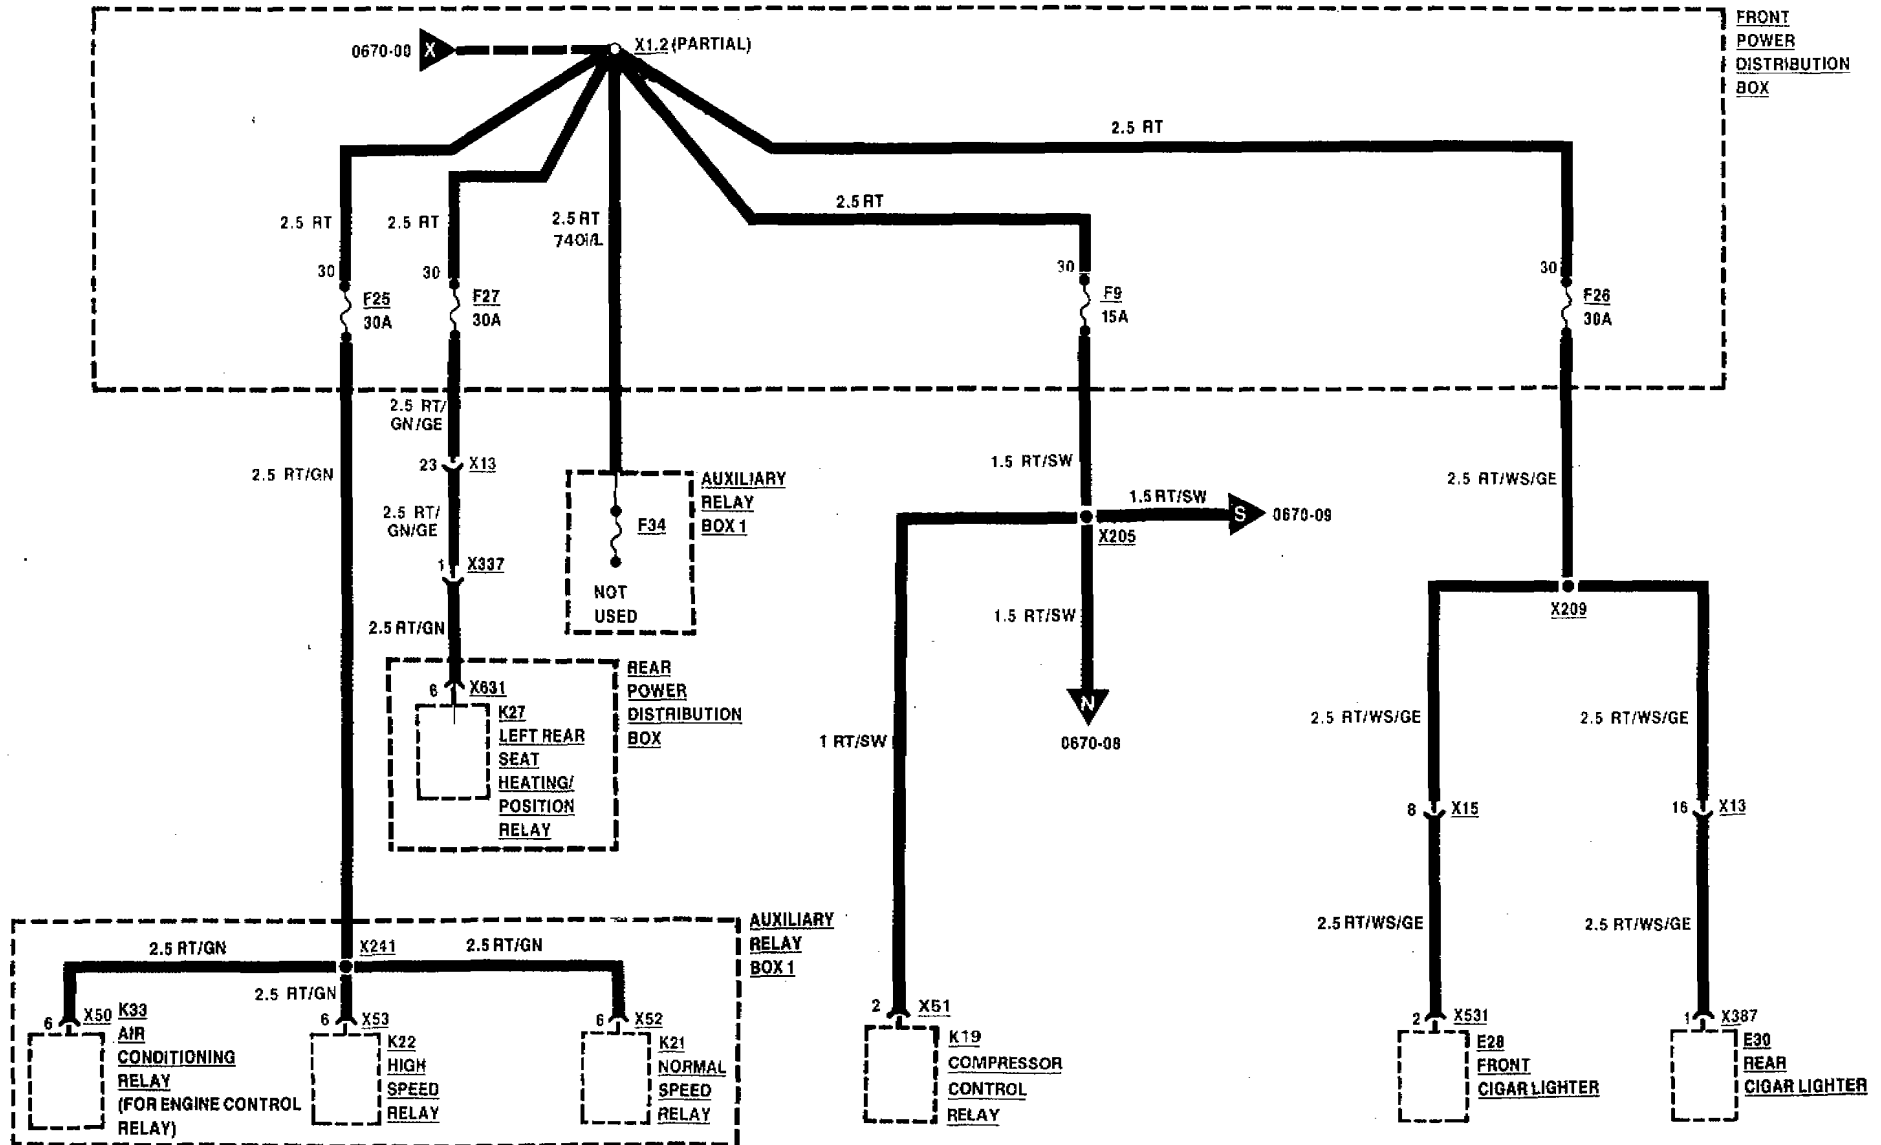 FRONT
POWER
DISTRIBUTION
BOX
0670-00 X
X1.2 (PARTIAL)
2.5 RT
2.5 RT
2.5 RT
2.5 RT
2.5 RT
740i/L
30
30
30
30
F25
30A
F27
30A
F9
15A
F26
30A
2.5 RT/
GN/GE
23 X13
2.5 RT/GN
2.5 RT/
GN/GE
1 X337
2.5 RT/GN
AUXILIARY
RELAY
BOX 1
F34
NOT
USED
1.5 RT/SW
1.5 RT/SW
S 0670-09
X205
1.5 RT/SW
N
0670-08
2.5 RT/WS/GE
X209
REAR
POWER
DISTRIBUTION
BOX
6 X631
K27
LEFT REAR
SEAT
HEATING/
POSITION
RELAY
1 RT/SW
2.5 RT/WS/GE
2.5 RT/WS/GE
8 X15
16 X13
2.5 RT/WS/GE
2.5 RT/WS/GE
AUXILIARY
RELAY
BOX 1
2.5 RT/GN
X241
2.5 RT/GN
2.5 RT/GN
6 X50
K33
AIR
CONDITIONING
RELAY
(FOR ENGINE CONTROL
RELAY)
6 X53
K22
HIGH
SPEED
RELAY
6 X52
K21
NORMAL
SPEED
RELAY
2 X51
K19
COMPRESSOR
CONTROL
RELAY
2 X531
E28
FRONT
CIGAR LIGHTER
1 X387
E30
REAR
CIGAR LIGHTER